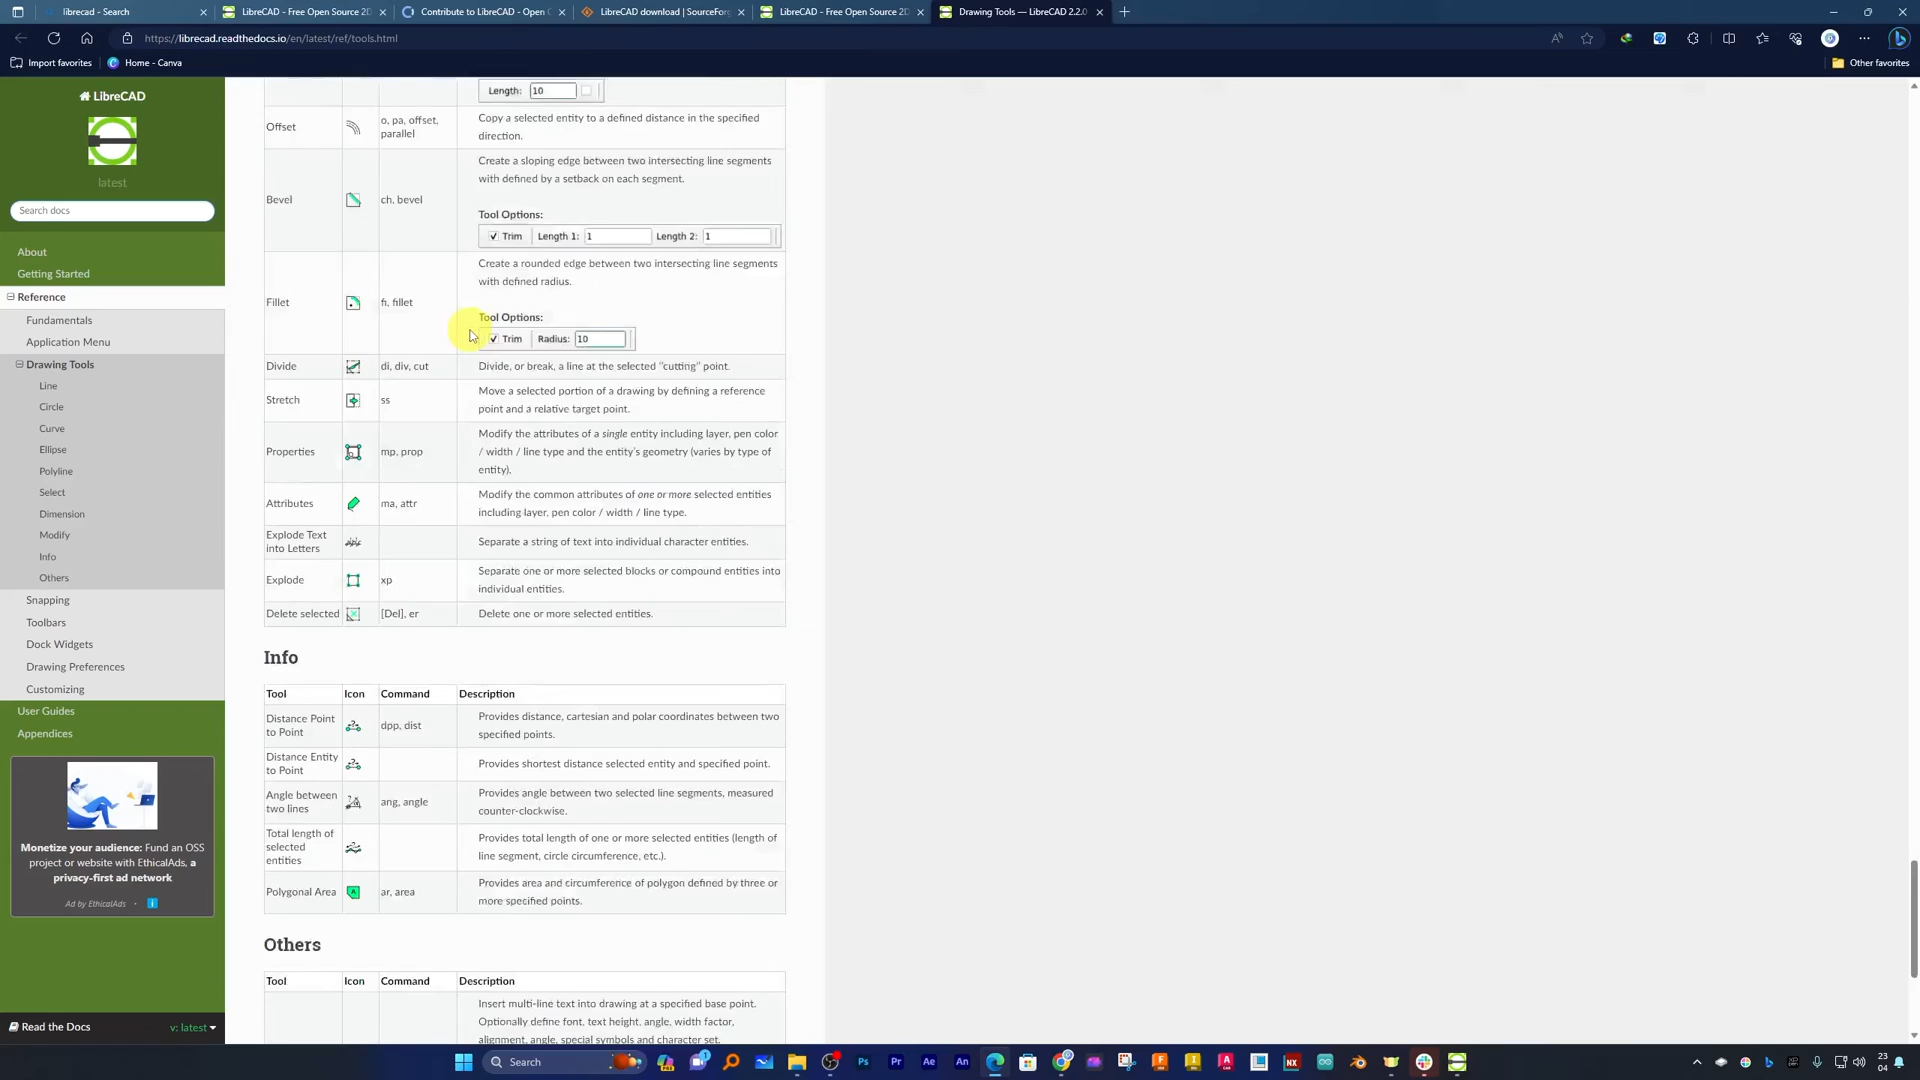 librecad - Search
LibreCAD - Free Open Source 2D
Contribute to LibreCAD - Open C
LibreCAD download | SourceForg
LibreCAD - Free Open Source 2D
Drawing Tools — LibreCAD 2.2.0
https://librecad.readthedocs.io/en/latest/ref/tools.html
Import favorites
Home - Canva
Other favorites
LibreCAD
latest
Search docs
About
Getting Started
Reference
Fundamentals
Application Menu
Drawing Tools
Line
Circle
Curve
Ellipse
Polyline
Select
Dimension
Modify
Info
Others
Snapping
Toolbars
Dock Widgets
Drawing Preferences
Customizing
User Guides
Appendices
Monetize your audience: Fund an OSS
project or website with EthicalAds, a
privacy-first ad network
Ad by EthicalAds
Read the Docs
v: latest
Length: 10
Offset
o, pa, offset,
parallel
Copy a selected entity to a defined distance in the specified
direction.
Bevel
ch, bevel
Create a sloping edge between two intersecting line segments
with defined by a setback on each segment.
Tool Options:
Trim Length 1: 1 Length 2: 1
Fillet
fi, fillet
Create a rounded edge between two intersecting line segments
with defined radius.
Tool Options:
Trim Radius: 10
Divide
di, div, cut
Divide, or break, a line at the selected “cutting” point.
Stretch
ss
Move a selected portion of a drawing by defining a reference
point and a relative target point.
Properties
mp, prop
Modify the attributes of a single entity including layer, pen color
/ width / line type and the entity’s geometry (varies by type of
entity).
Attributes
ma, attr
Modify the common attributes of one or more selected entities
including layer, pen color / width / line type.
Explode Text
into Letters
Separate a string of text into individual character entities.
Explode
xp
Separate one or more selected blocks or compound entities into
individual entities.
Delete selected
[Del], er
Delete one or more selected entities.
Info
Tool Icon Command Description
Distance Point
to Point
dpp, dist
Provides distance, cartesian and polar coordinates between two
specified points.
Distance Entity
to Point
Provides shortest distance selected entity and specified point.
Angle between
two lines
ang, angle
Provides angle between two selected line segments, measured
counter-clockwise.
Total length of
selected
entities
Provides total length of one or more selected entities (length of
line segment, circle circumference, etc.).
Polygonal Area
ar, area
Provides area and circumference of polygon defined by three or
more specified points.
Others
Tool Icon Command Description
Insert multi-line text into drawing at a specified base point.
Optionally define font, text height, angle, width factor,
alignment, angle, special symbols and character set.
Search
23
04